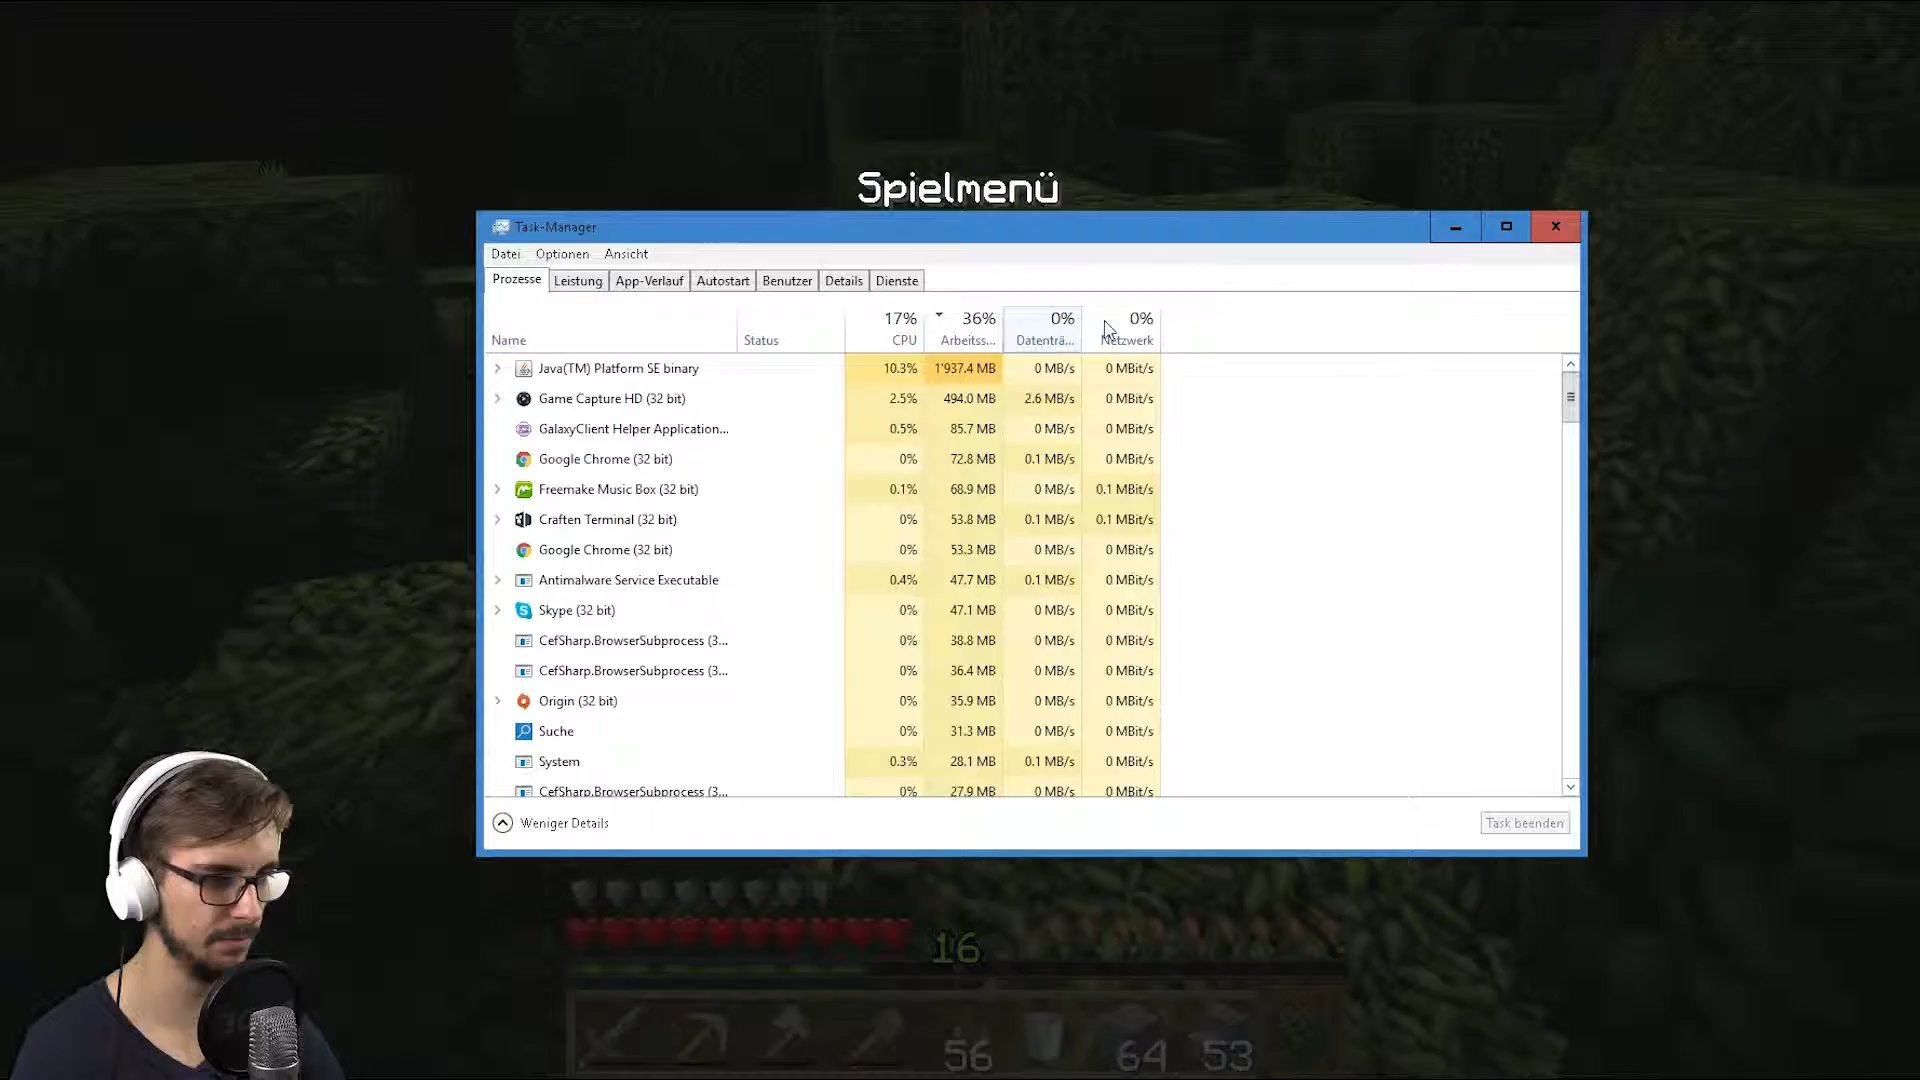 Spielmenü
Task-Manager
Datei Optionen Ansicht
Prozesse Leistung App-Verlauf Autostart Benutzer Details Dienste
17% 36% 0% 0%
Name Status CPU Arbeitss... Datenträ... Netzwerk
Java(TM) Platform SE binary 10.3% 1'937.4 MB 0 MB/s 0 MBit/s
Game Capture HD (32 bit) 2.5% 494.0 MB 2.6 MB/s 0 MBit/s
GalaxyClient Helper Application... 0.5% 85.7 MB 0 MB/s 0 MBit/s
Google Chrome (32 bit) 0% 72.8 MB 0.1 MB/s 0 MBit/s
Freemake Music Box (32 bit) 0.1% 68.9 MB 0 MB/s 0.1 MBit/s
Craften Terminal (32 bit) 0% 53.8 MB 0.1 MB/s 0.1 MBit/s
Google Chrome (32 bit) 0% 53.3 MB 0 MB/s 0 MBit/s
Antimalware Service Executable 0.4% 47.7 MB 0.1 MB/s 0 MBit/s
Skype (32 bit) 0% 47.1 MB 0 MB/s 0 MBit/s
CefSharp.BrowserSubprocess (3... 0% 38.8 MB 0 MB/s 0 MBit/s
CefSharp.BrowserSubprocess (3... 0% 36.4 MB 0 MB/s 0 MBit/s
Origin (32 bit) 0% 35.9 MB 0 MB/s 0 MBit/s
Suche 0% 31.3 MB 0 MB/s 0 MBit/s
System 0.3% 28.1 MB 0.1 MB/s 0 MBit/s
CefSharp.BrowserSubprocess (3... 0% 27.9 MB 0 MB/s 0 MBit/s
Weniger Details Task beenden
16
56 64 53